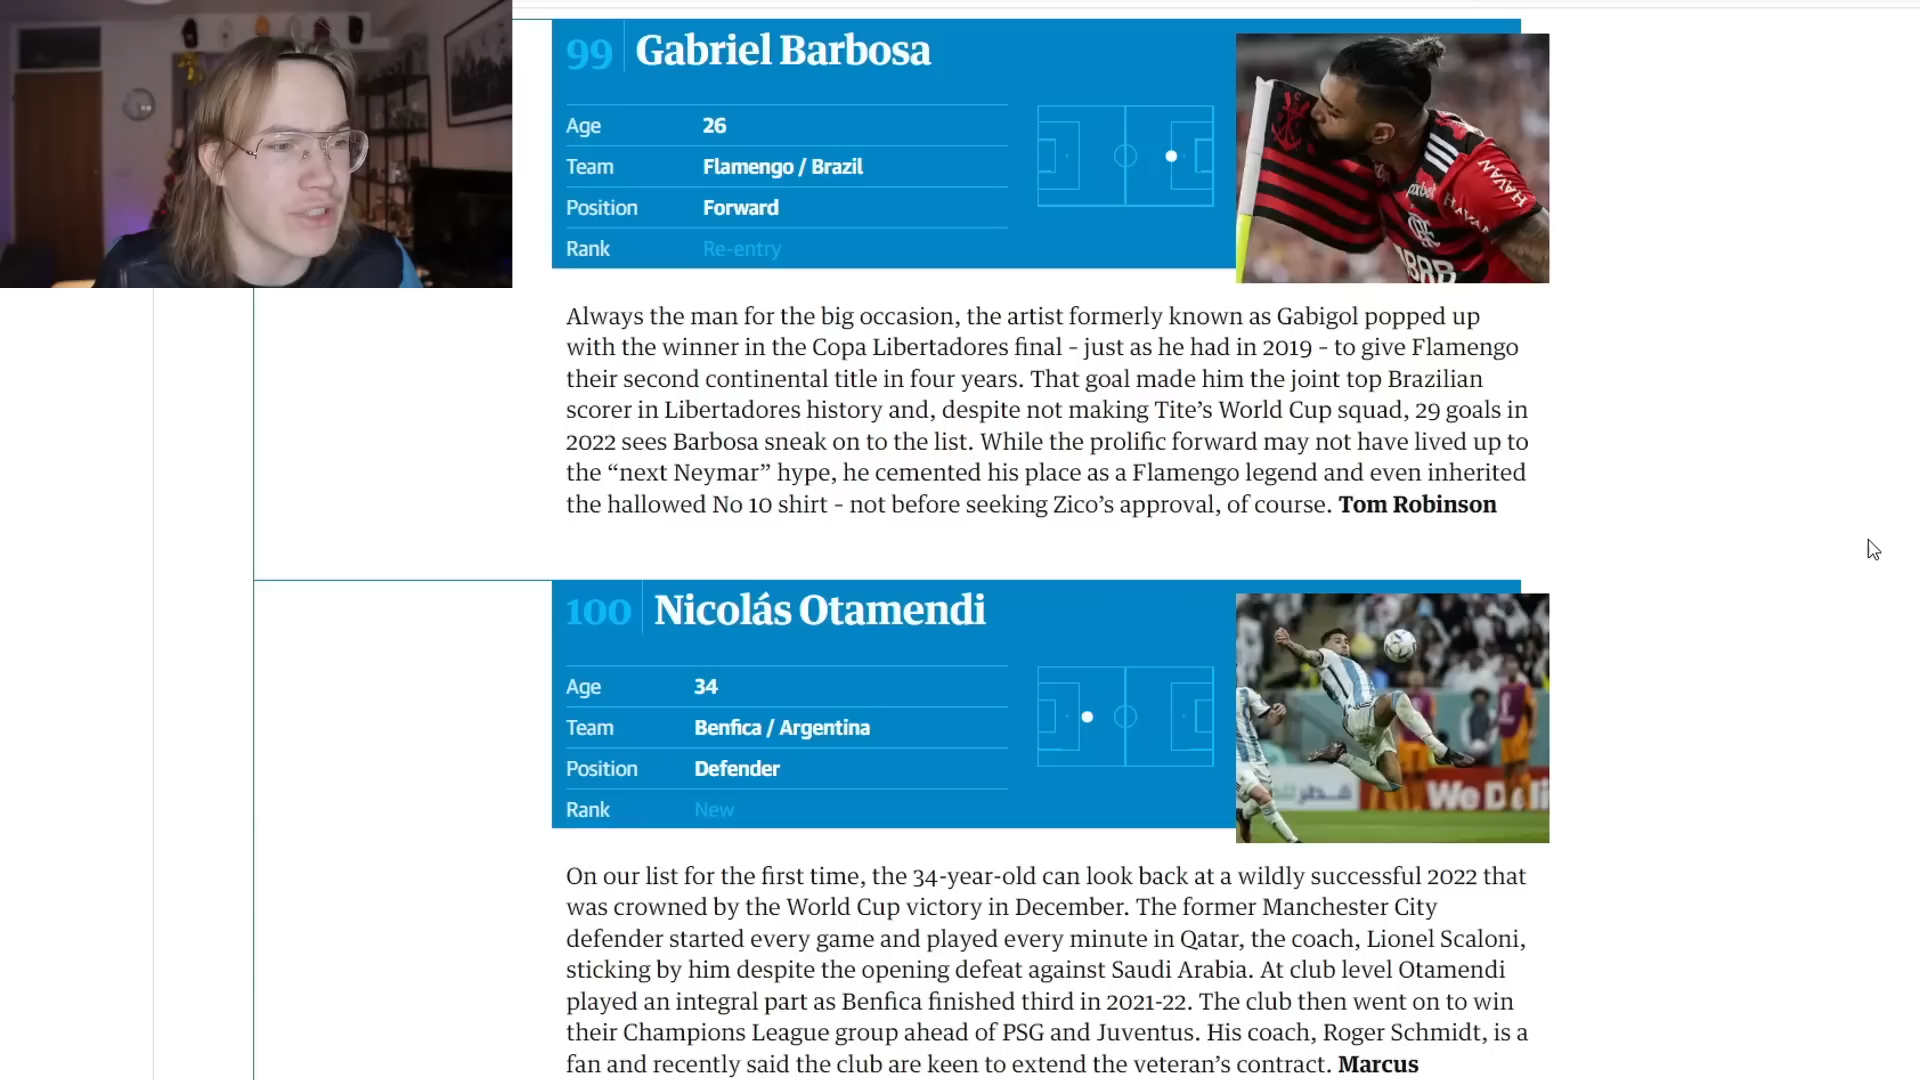 99 Gabriel Barbosa
Age 26
Team Flamengo / Brazil
Position Forward
Rank Re-entry
pixbet
HAVAN
HAVAN
BRB
Always the man for the big occasion, the artist formerly known as Gabigol popped up
with the winner in the Copa Libertadores final – just as he had in 2019 – to give Flamengo
their second continental title in four years. That goal made him the joint top Brazilian
scorer in Libertadores history and, despite not making Tite’s World Cup squad, 29 goals in
2022 sees Barbosa sneak on to the list. While the prolific forward may not have lived up to
the “next Neymar” hype, he cemented his place as a Flamengo legend and even inherited
the hallowed No 10 shirt – not before seeking Zico’s approval, of course. Tom Robinson
100 Nicolás Otamendi
Age 34
Team Benfica / Argentina
Position Defender
Rank New
We D
On our list for the first time, the 34-year-old can look back at a wildly successful 2022 that
was crowned by the World Cup victory in December. The former Manchester City
defender started every game and played every minute in Qatar, the coach, Lionel Scaloni,
sticking by him despite the opening defeat against Saudi Arabia. At club level Otamendi
played an integral part as Benfica finished third in 2021-22. The club then went on to win
their Champions League group ahead of PSG and Juventus. His coach, Roger Schmidt, is a
fan and recently said the club are keen to extend the veteran’s contract. Marcus